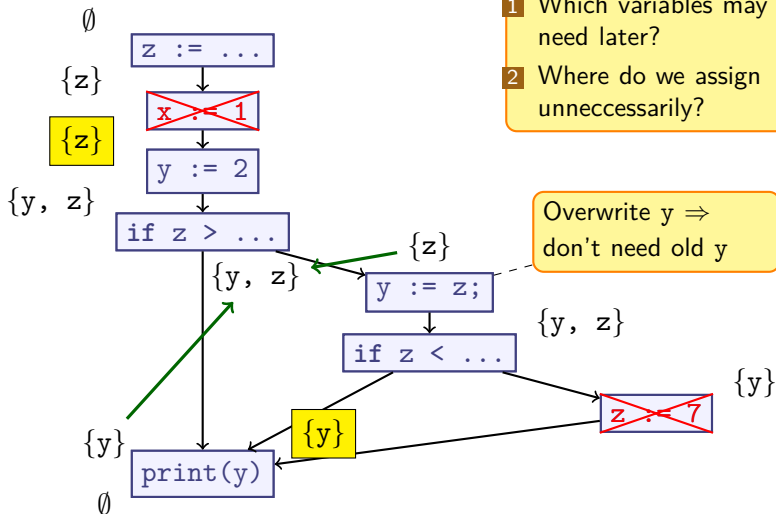 ∅
z := ...
{z}
x := 1
{z}
y := 2
{y, z}
if z > ...
{y, z}
{z}
y := z;
{y, z}
if z < ...
{y}
z := 7
{y}
{y}
print(y)
∅
1 Which variables may
need later?
2 Where do we assign
unneccessarily?
Overwrite y ⇒
don't need old y